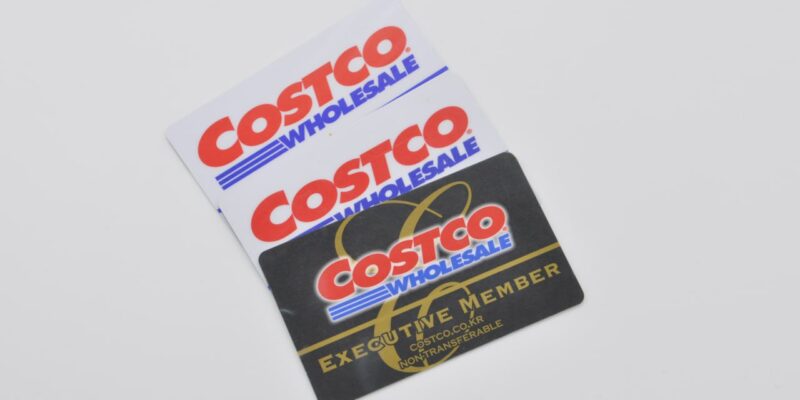 COSTCO
WHOLESALE
COSTCO
WHOLESALE
COSTCO
WHOLESALE
EXECUTIVE MEMBER
COSTCO.CO.KR
NON-TRANSFERABLE